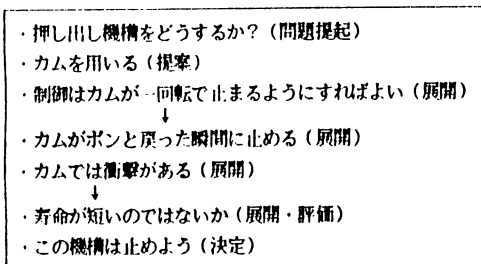 ・押し出し機構をどうするか?(問題提起)
・カムを用いる(提案)
・制御はカムが一回転で止まるようにすればよい(展開)
↓
・カムがポンと戻った瞬間に止める(展開)
・カムでは衝撃がある(展開)
↓
・寿命が短いのではないか(展開・評価)
・この機構は止めよう(決定)